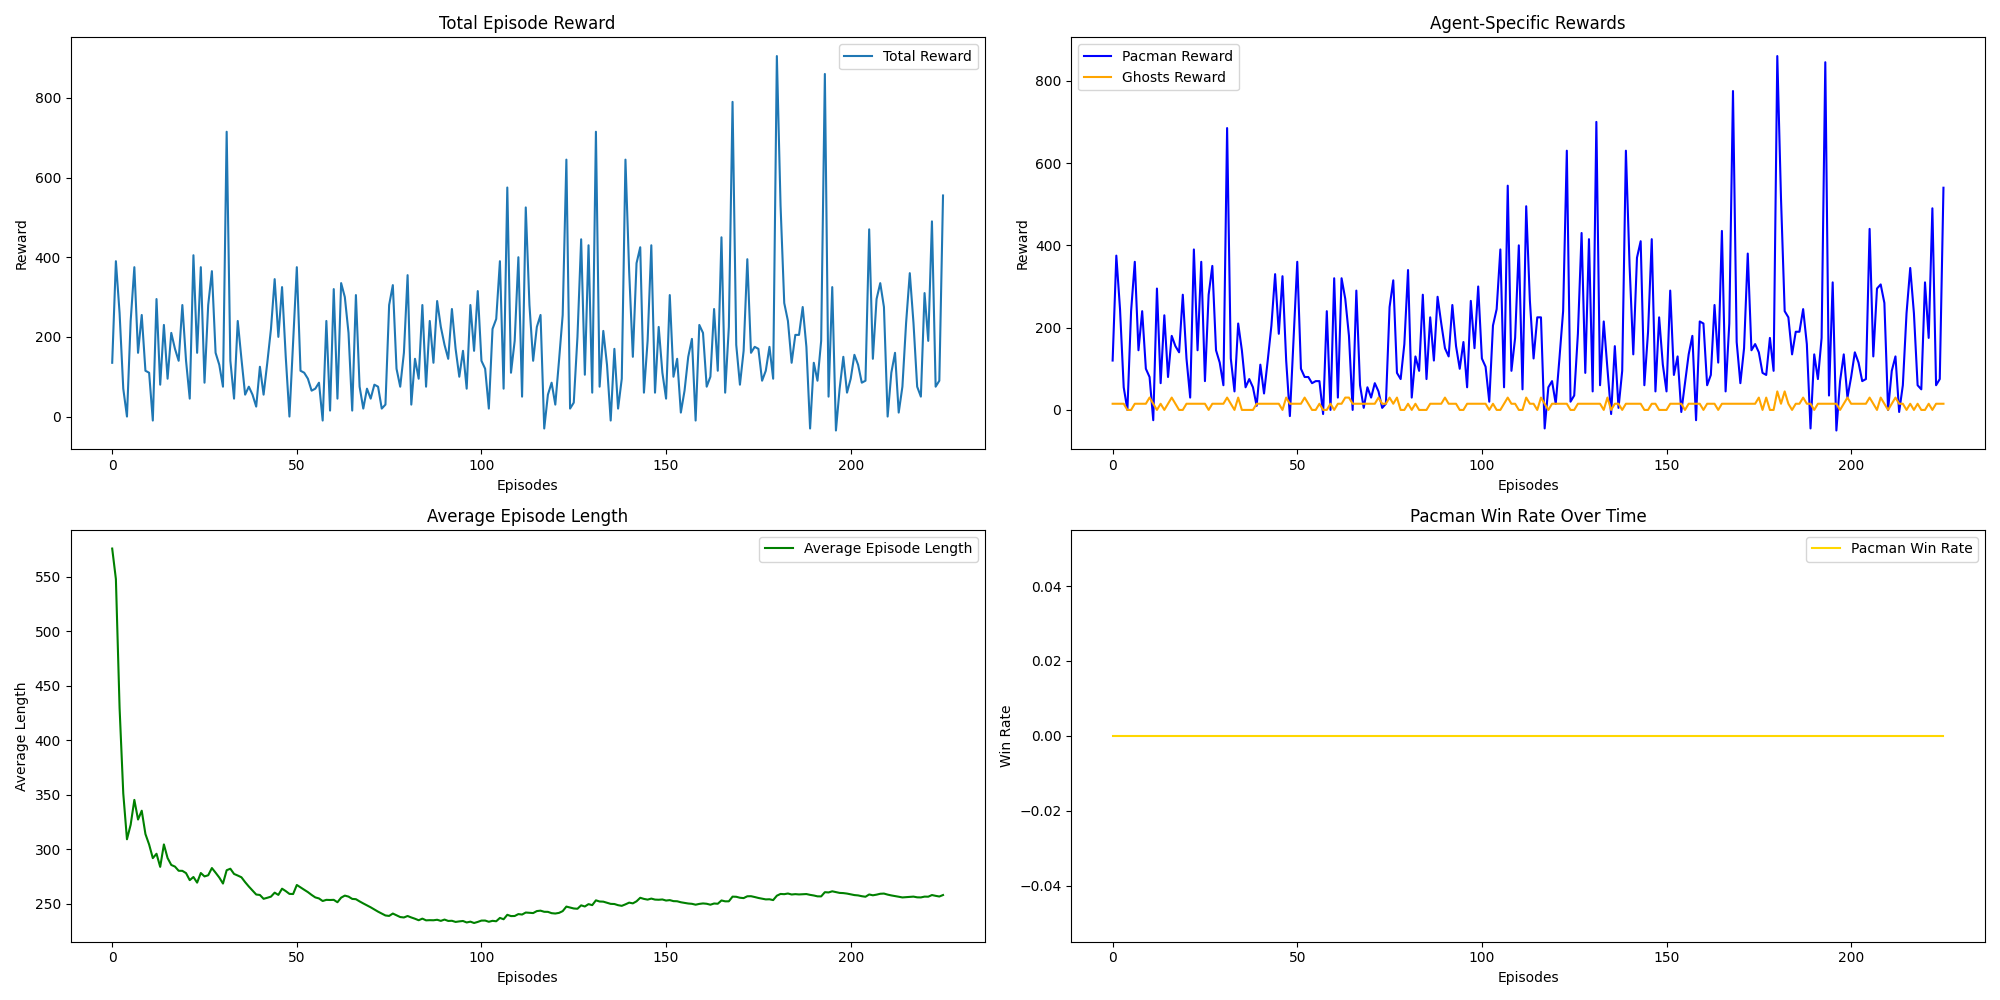 Total Episode Reward
Total Reward
800
600
400
200
0
Reward
0 50 100 150 200
Episodes
Agent-Specific Rewards
Pacman Reward
Ghosts Reward
800
600
400
200
0
Reward
0 50 100 150 200
Episodes
Average Episode Length
Average Episode Length
550
500
450
400
350
300
250
Average Length
0 50 100 150 200
Episodes
Pacman Win Rate Over Time
Pacman Win Rate
0.04
0.02
0.00
−0.02
−0.04
Win Rate
0 50 100 150 200
Episodes